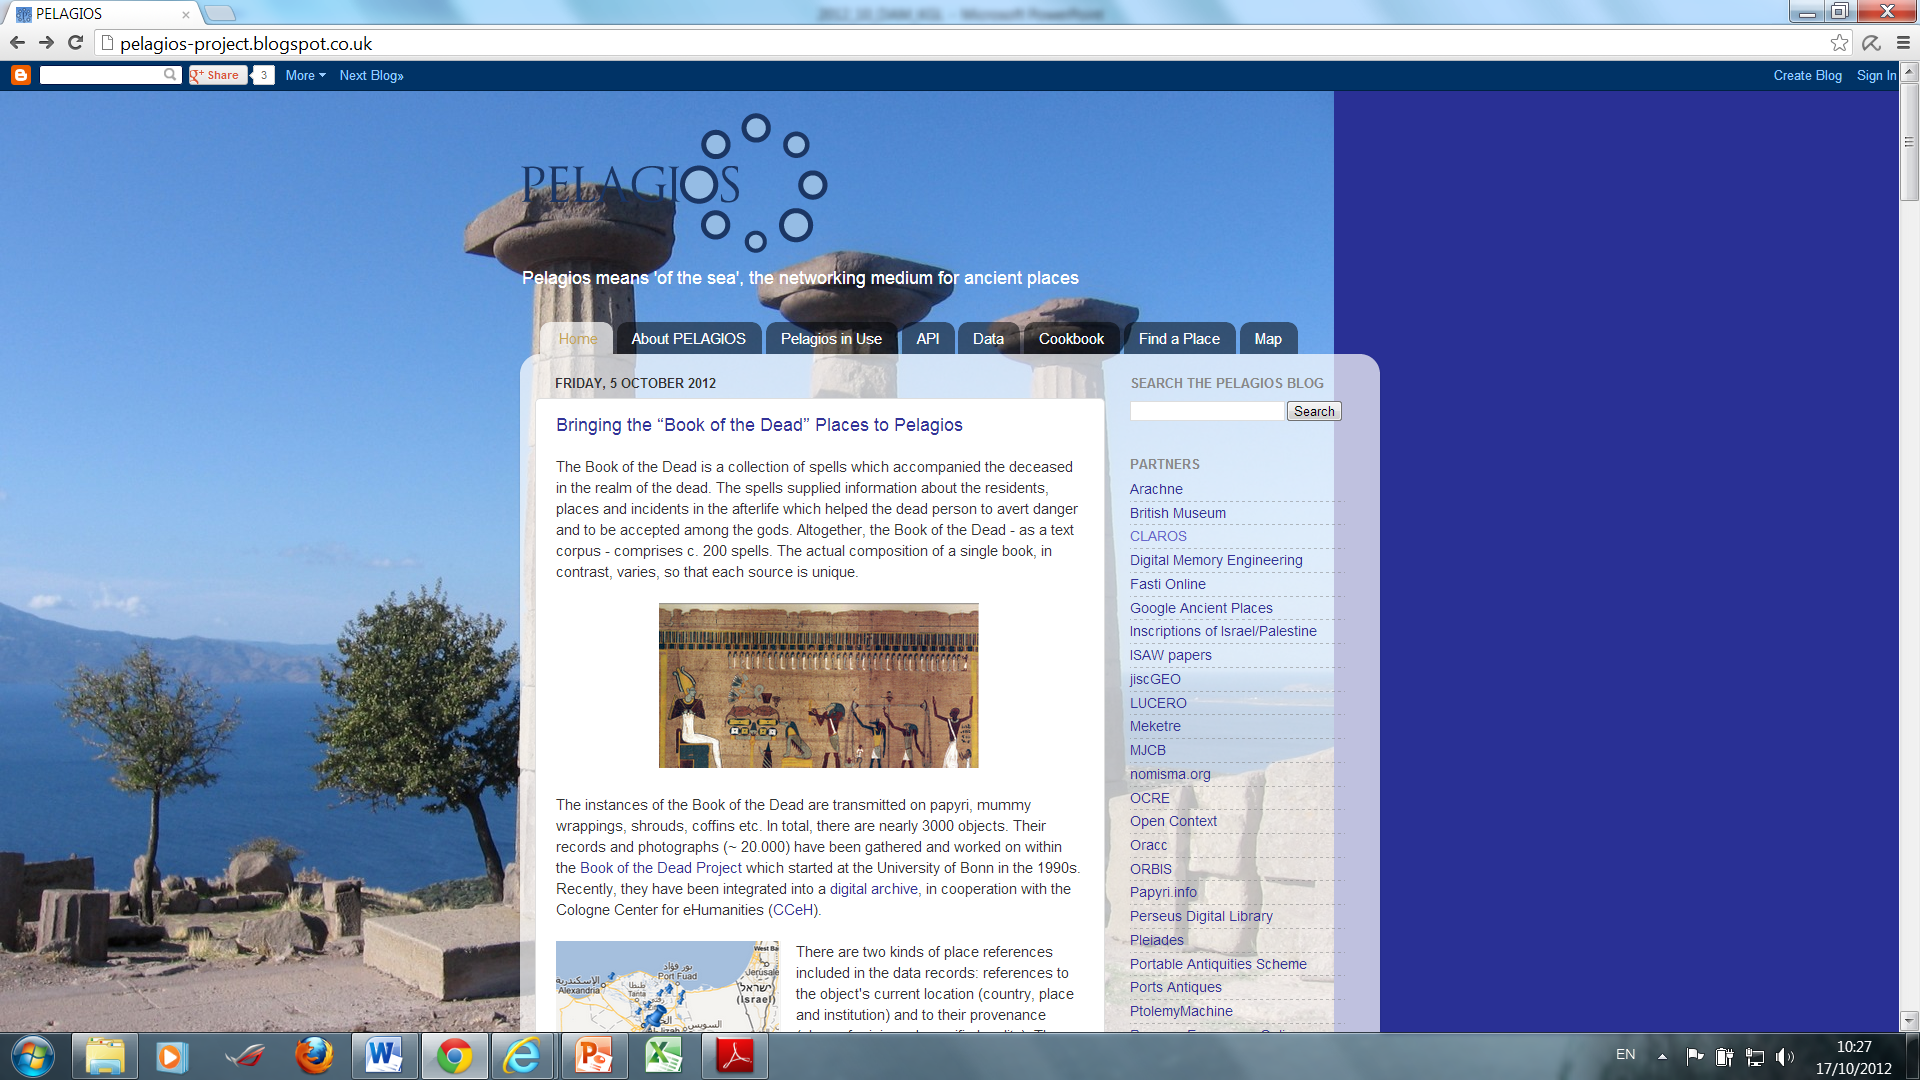 PELAGIOS
pelagios-project.blogspot.co.uk
Share
3
More
Next Blog»
Create Blog
Sign In
PELAGIOS
Pelagios means 'of the sea', the networking medium for ancient places
Home
About PELAGIOS
Pelagios in Use
API
Data
Cookbook
Find a Place
Map
FRIDAY, 5 OCTOBER 2012
Bringing the “Book of the Dead” Places to Pelagios
The Book of the Dead is a collection of spells which accompanied the deceased
in the realm of the dead. The spells supplied information about the residents,
places and incidents in the afterlife which helped the dead person to avert danger
and to be accepted among the gods. Altogether, the Book of the Dead - as a text
corpus - comprises c. 200 spells. The actual composition of a single book, in
contrast, varies, so that each source is unique.
The instances of the Book of the Dead are transmitted on papyri, mummy
wrappings, shrouds, coffins etc. In total, there are nearly 3000 objects. Their
records and photographs (~ 20.000) have been gathered and worked on within
the Book of the Dead Project which started at the University of Bonn in the 1990s.
Recently, they have been integrated into a digital archive, in cooperation with the
Cologne Center for eHumanities (CCeH).
الإسكندرية
Alexandria
طنطا
Tanta
بور فؤاد
Port Fuad
السويس
West Ba
Jerusale
ישראל
(Israel)
There are two kinds of place references
included in the data records: references to
the object's current location (country, place
and institution) and to their provenance
SEARCH THE PELAGIOS BLOG
Search
PARTNERS
Arachne
British Museum
CLAROS
Digital Memory Engineering
Fasti Online
Google Ancient Places
Inscriptions of Israel/Palestine
ISAW papers
jiscGEO
LUCERO
Meketre
MJCB
nomisma.org
OCRE
Open Context
Oracc
ORBIS
Papyri.info
Perseus Digital Library
Pleiades
Portable Antiquities Scheme
Ports Antiques
PtolemyMachine
EN
10:27
17/10/2012